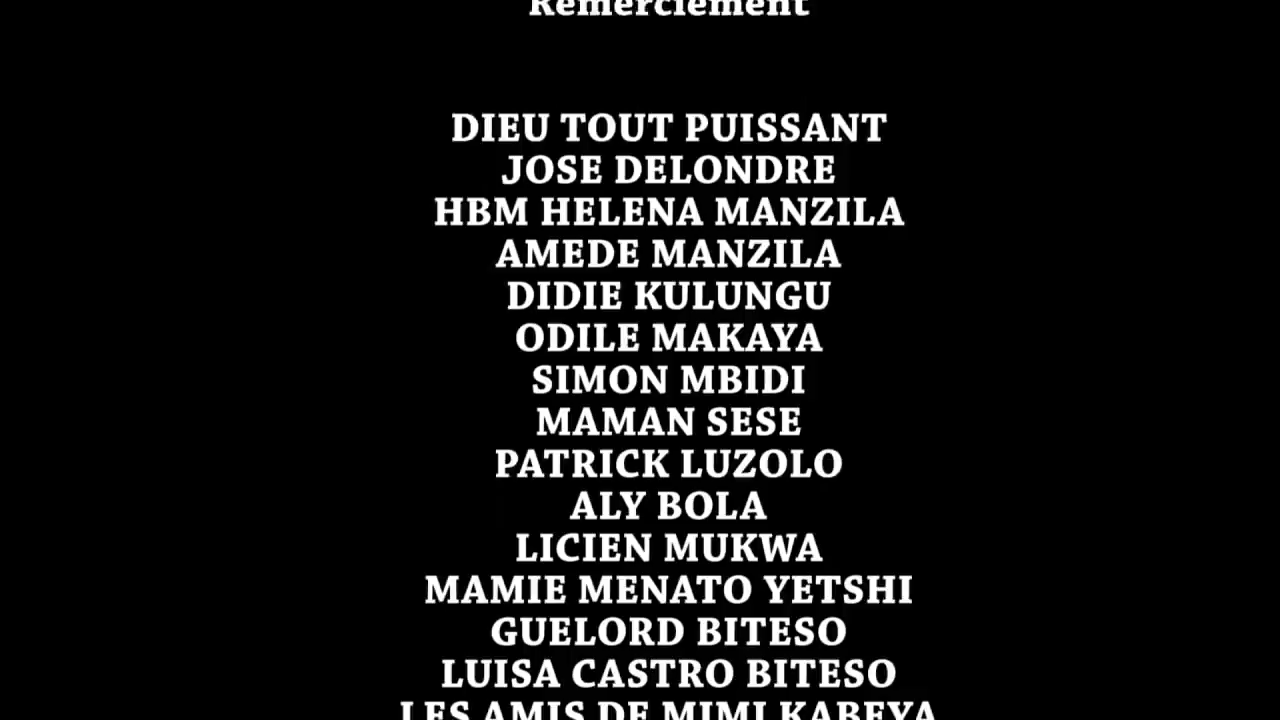 Remerciement
DIEU TOUT PUISSANT
JOSE DELONDRE
HBM HELENA MANZILA
AMEDE MANZILA
DIDIE KULUNGU
ODILE MAKAYA
SIMON MBIDI
MAMAN SESE
PATRICK LUZOLO
ALY BOLA
LICIEN MUKWA
MAMIE MENATO YETSHI
GUELORD BITESO
LUISA CASTRO BITESO
LES AMIS DE MIMI KABEYA